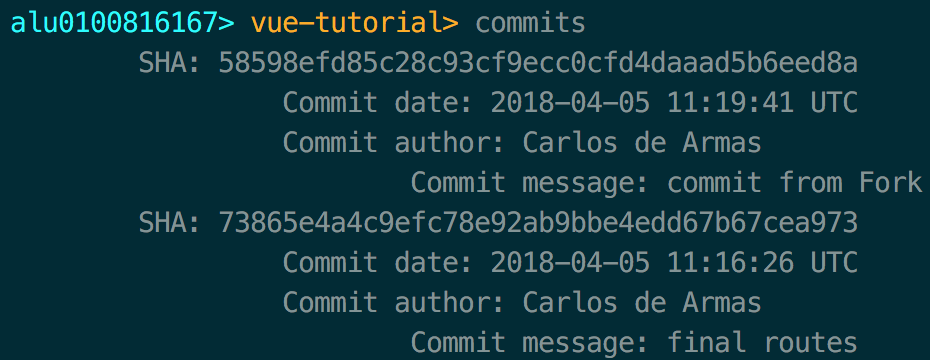 alu0100816167> vue-tutorial> commits
SHA: 58598efd85c28c93cf9ecc0cfd4daaad5b6eed8a
Commit date: 2018-04-05 11:19:41 UTC
Commit author: Carlos de Armas
Commit message: commit from Fork
SHA: 73865e4a4c9efc78e92ab9bbe4edd67b67cea973
Commit date: 2018-04-05 11:16:26 UTC
Commit author: Carlos de Armas
Commit message: final routes